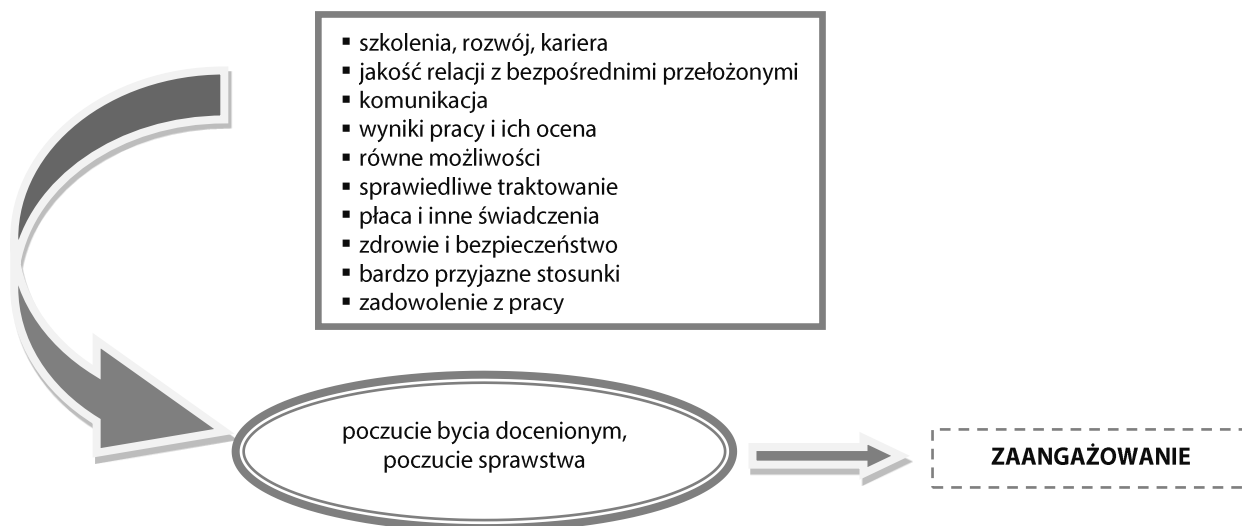 ▪ szkolenia, rozwój, kariera
▪ jakość relacji z bezpośrednimi przełożonymi
▪ komunikacja
▪ wyniki pracy i ich ocena
▪ równe możliwości
▪ sprawiedliwe traktowanie
▪ płaca i inne świadczenia
▪ zdrowie i bezpieczeństwo
▪ bardzo przyjazne stosunki
▪ zadowolenie z pracy
poczucie bycia docenionym,
poczucie sprawstwa
ZAANGAŻOWANIE